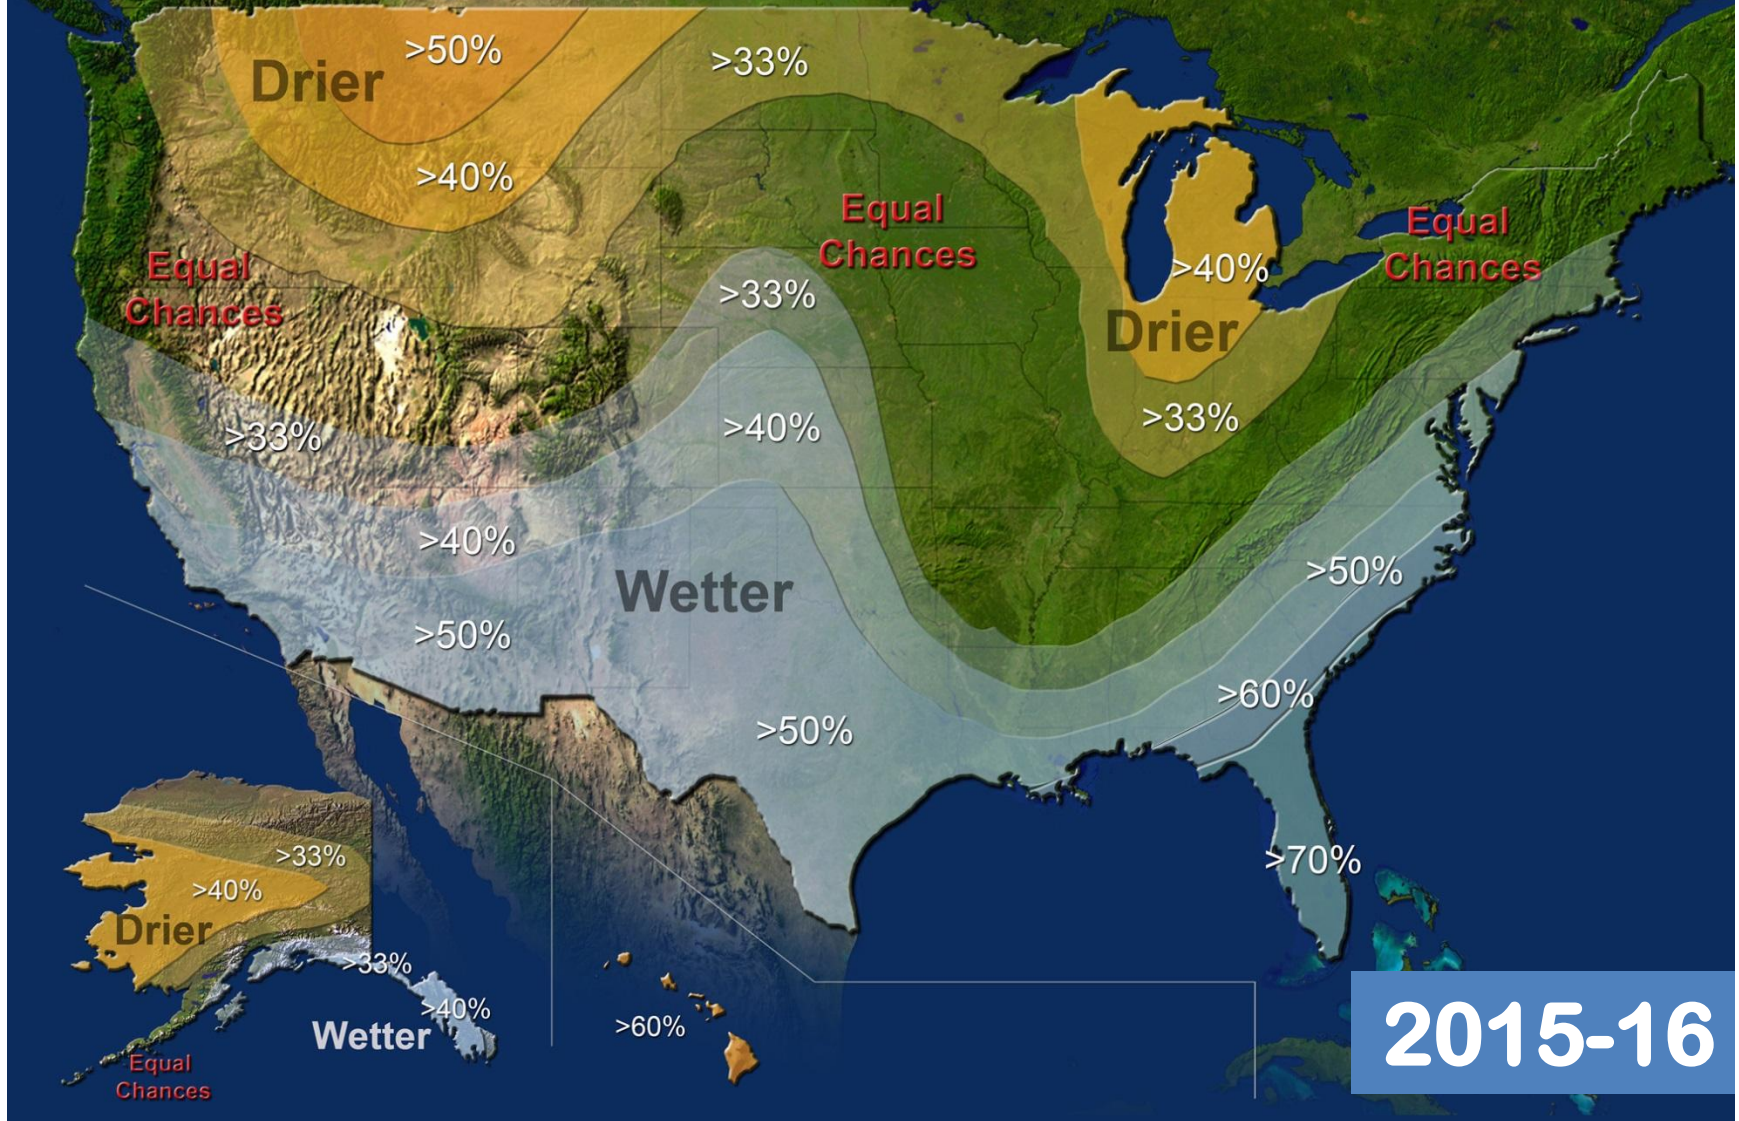 >50%
>33%
Drier
>40%
Equal
Chances
Equal
Chances
Equal
Chances
>40%
>33%
Drier
>33%
>40%
>33%
>40%
>50%
Wetter
>50%
>60%
>50%
>70%
>33%
>40%
Drier
>33%
>40%
Wetter
Equal
Chances
>60%
2015-16